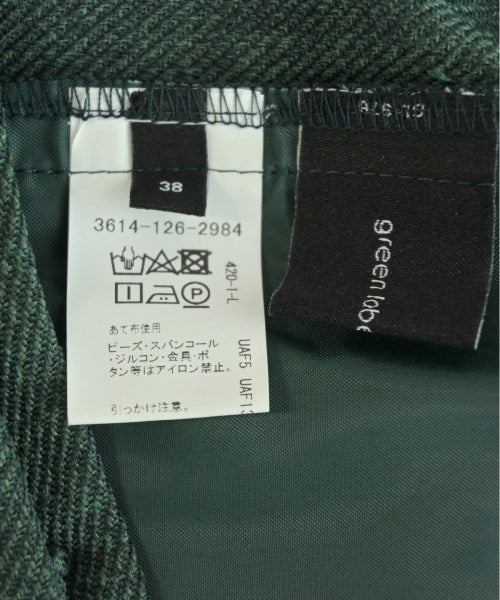 38
3614-126-2984
あて布使用
ビーズ・スパンコール
・ジルコン・金具・ボ
タン等はアイロン禁止。
引っかけ注意。
420-1-L
UAF5 UAF13
green labe